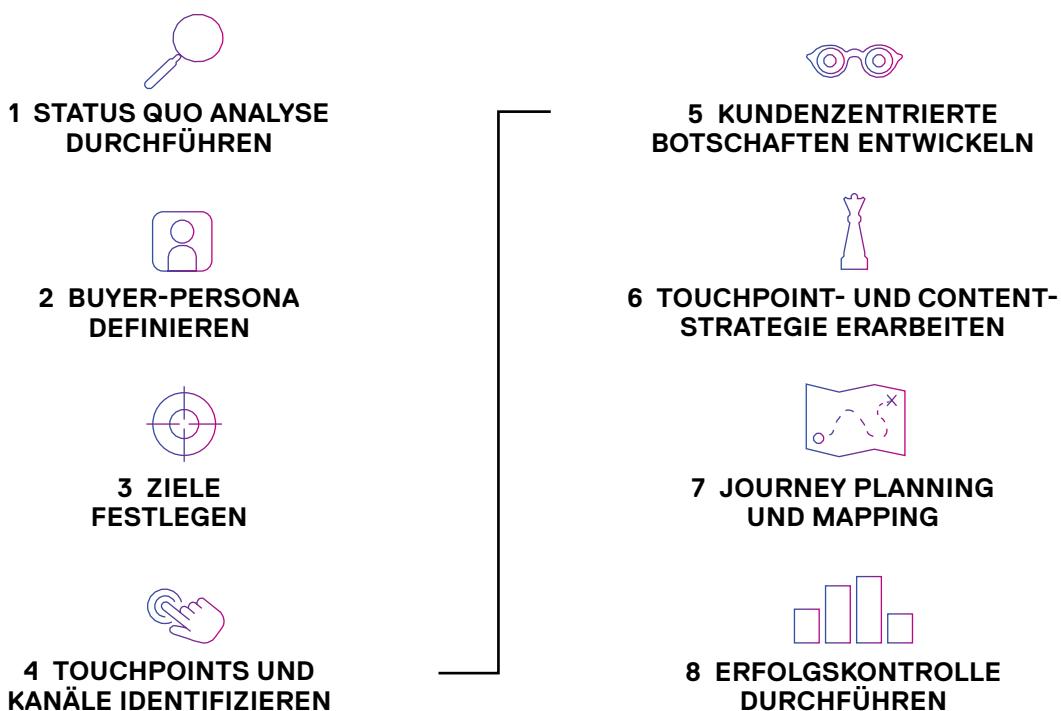 1 STATUS QUO ANALYSE
DURCHFÜHREN
2 BUYER-PERSONA
DEFINIEREN
3 ZIELE
FESTLEGEN
4 TOUCHPOINTS UND
KANÄLE IDENTIFIZIEREN
5 KUNDENZENTRIERTE
BOTSCHAFTEN ENTWICKELN
6 TOUCHPOINT- UND CONTENT-
STRATEGIE ERARBEITEN
7 JOURNEY PLANNING
UND MAPPING
8 ERFOLGSKONTROLLE
DURCHFÜHREN